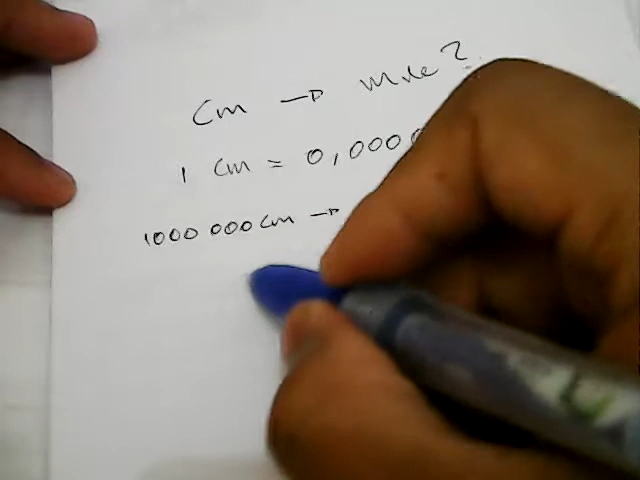 Cm → Mile?
1 Cm = 0,000
1000 000 Cm →